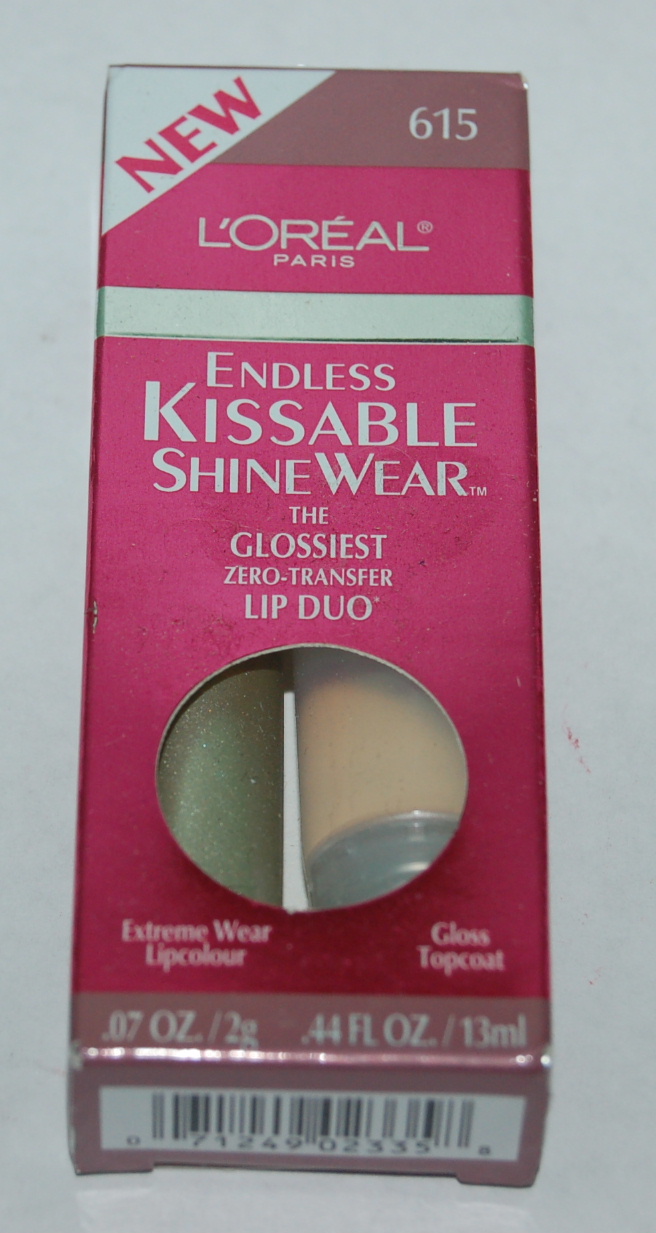 NEW
615
L'ORÉAL®
PARIS
ENDLESS
KISSABLE
SHINEWEAR™
THE
GLOSSIEST
ZERO-TRANSFER
LIP DUO*
Extreme Wear
Lipcolour
Gloss
Topcoat
.07 OZ./2g .44 FL OZ./13ml
0 71249 02335 8